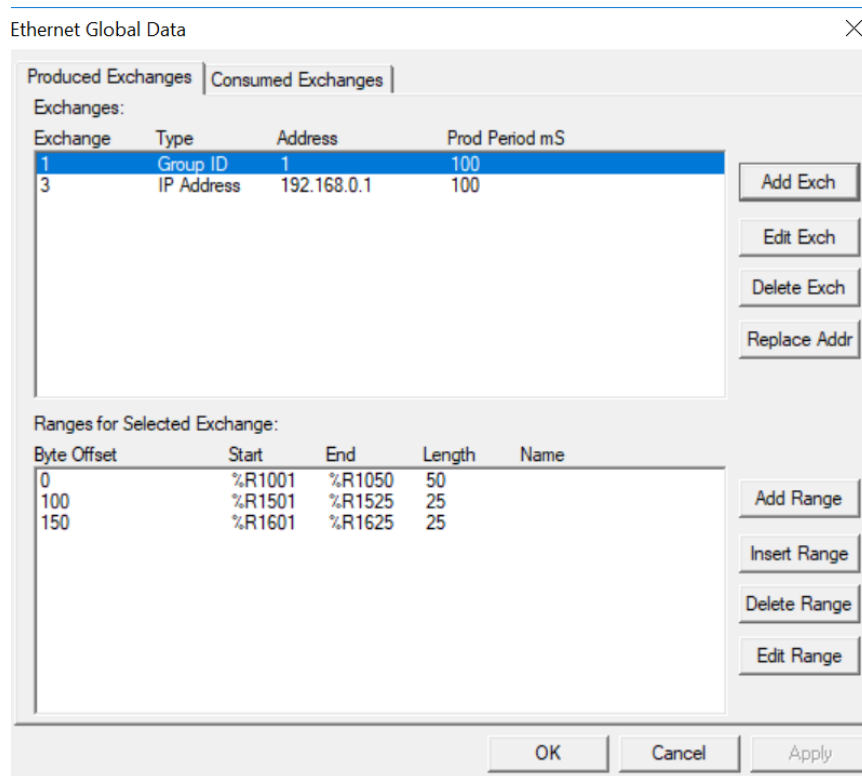 Ethernet Global Data
Produced Exchanges Consumed Exchanges
Exchanges:
Exchange Type Address Prod Period mS
1 Group ID 1 100
3 IP Address 192.168.0.1 100
Add Exch
Edit Exch
Delete Exch
Replace Addr
Ranges for Selected Exchange:
Byte Offset Start End Length Name
0 %R1001 %R1050 50
100 %R1501 %R1525 25
150 %R1601 %R1625 25
Add Range
Insert Range
Delete Range
Edit Range
OK Cancel Apply